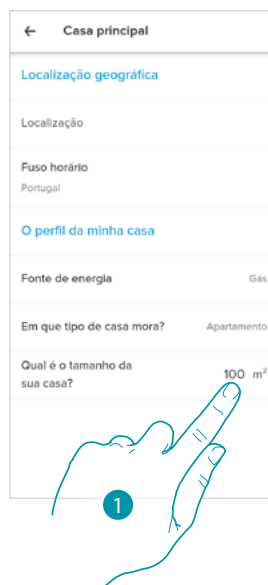 ← Casa principal
Localização geográfica
Localização
Fuso horário
Portugal
O perfil da minha casa
Fonte de energia Gás
Em que tipo de casa mora? Apartamento
Qual é o tamanho da
sua casa? 100 m²
1